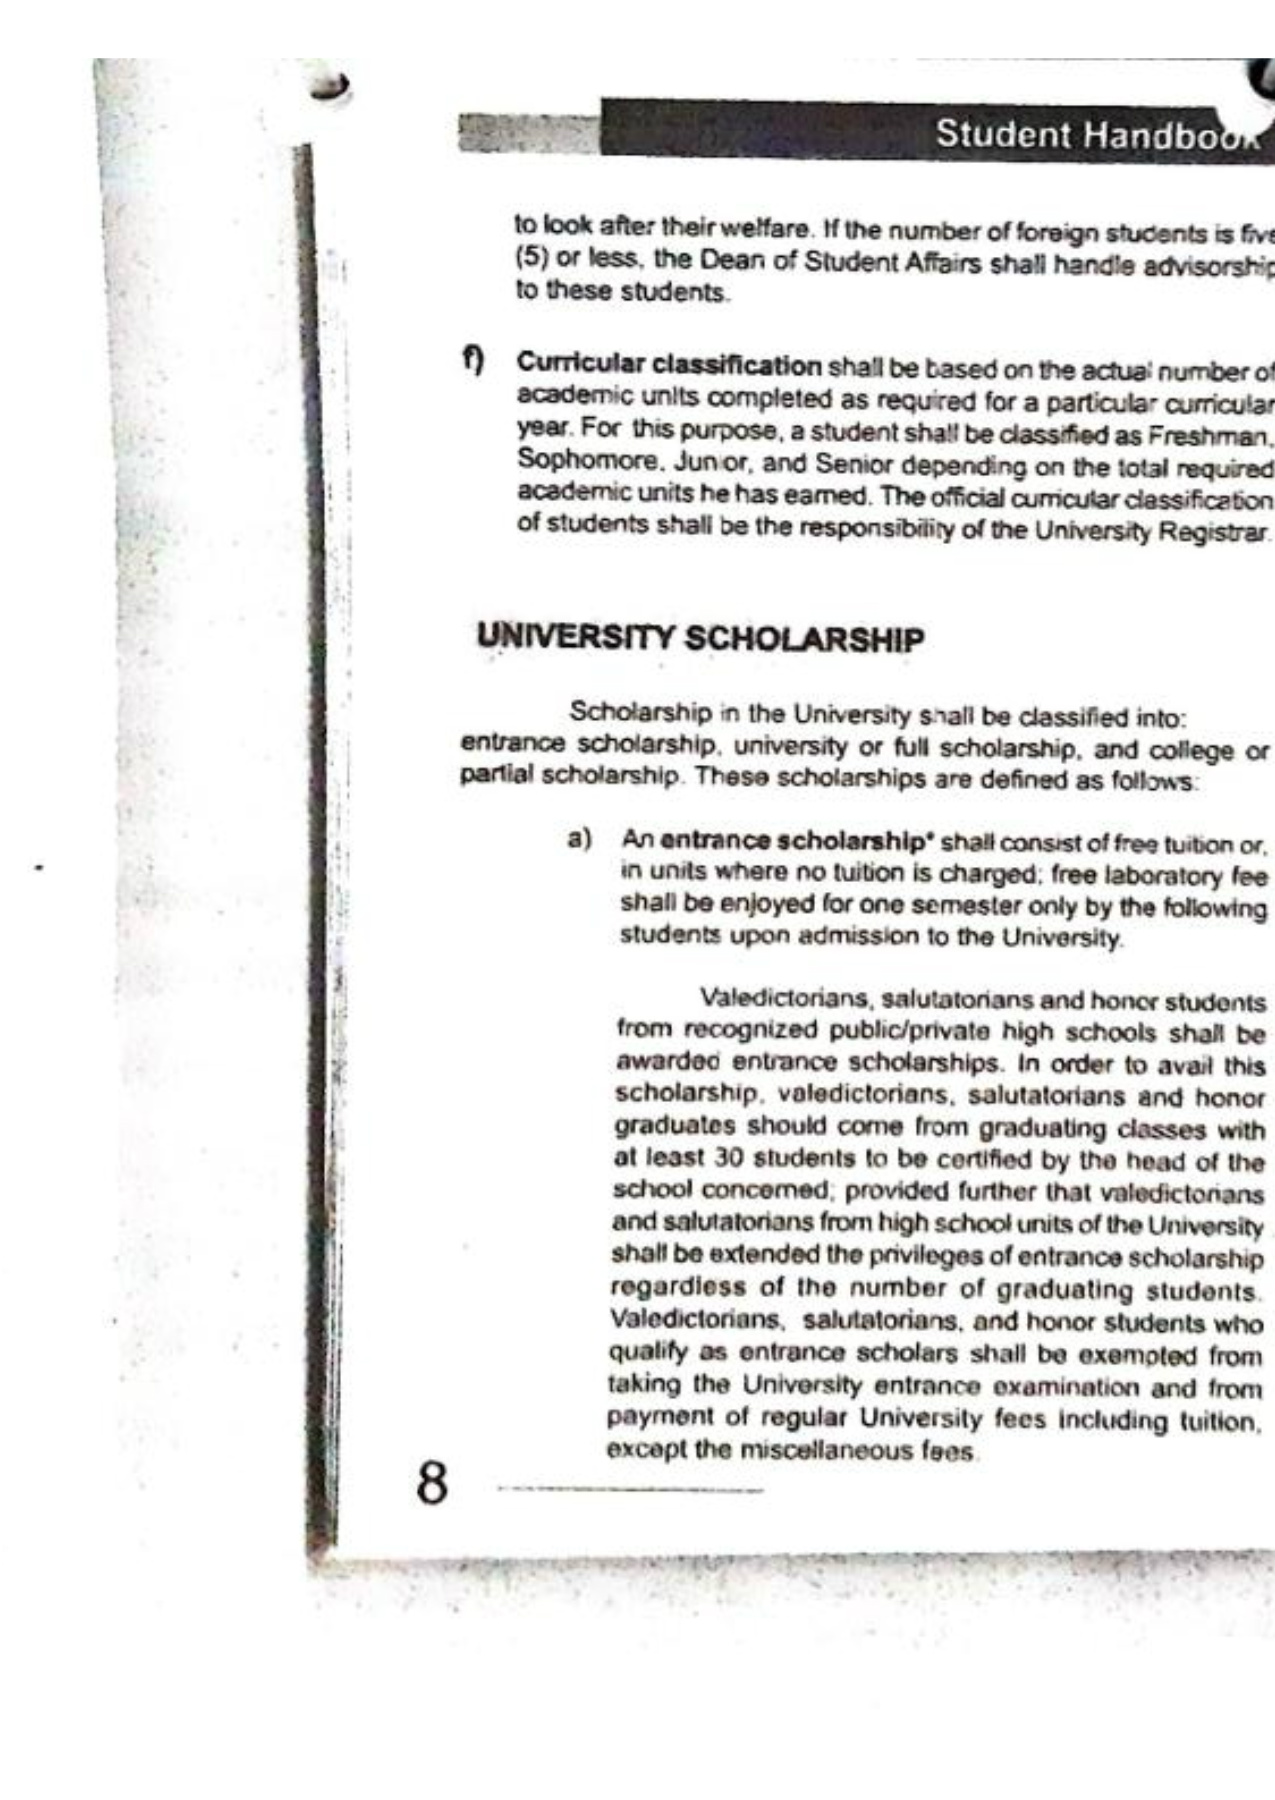 Student Handbook
to look after their welfare. If the number of foreign students is five
(5) or less, the Dean of Student Affairs shall handle advisorship
to these students.
f) Curricular classification shall be based on the actual number of
academic units completed as required for a particular curricular
year. For this purpose, a student shall be classified as Freshman,
Sophomore, Junior, and Senior depending on the total required
academic units he has earned. The official curricular classification
of students shall be the responsibility of the University Registrar.
UNIVERSITY SCHOLARSHIP
Scholarship in the University shall be classified into:
entrance scholarship, university or full scholarship, and college or
partial scholarship. These scholarships are defined as follows:
a) An entrance scholarship* shall consist of free tuition or,
in units where no tuition is charged; free laboratory fee
shall be enjoyed for one semester only by the following
students upon admission to the University.
Valedictorians, salutatorians and honor students
from recognized public/private high schools shall be
awarded entrance scholarships. In order to avail this
scholarship, valedictorians, salutatorians and honor
graduates should come from graduating classes with
at least 30 students to be certified by the head of the
school concerned; provided further that valedictorians
and salutatorians from high school units of the University
shall be extended the privileges of entrance scholarship
regardless of the number of graduating students.
Valedictorians, salutatorians, and honor students who
qualify as entrance scholars shall be exempted from
taking the University entrance examination and from
payment of regular University fees including tuition,
except the miscellaneous fees.
8